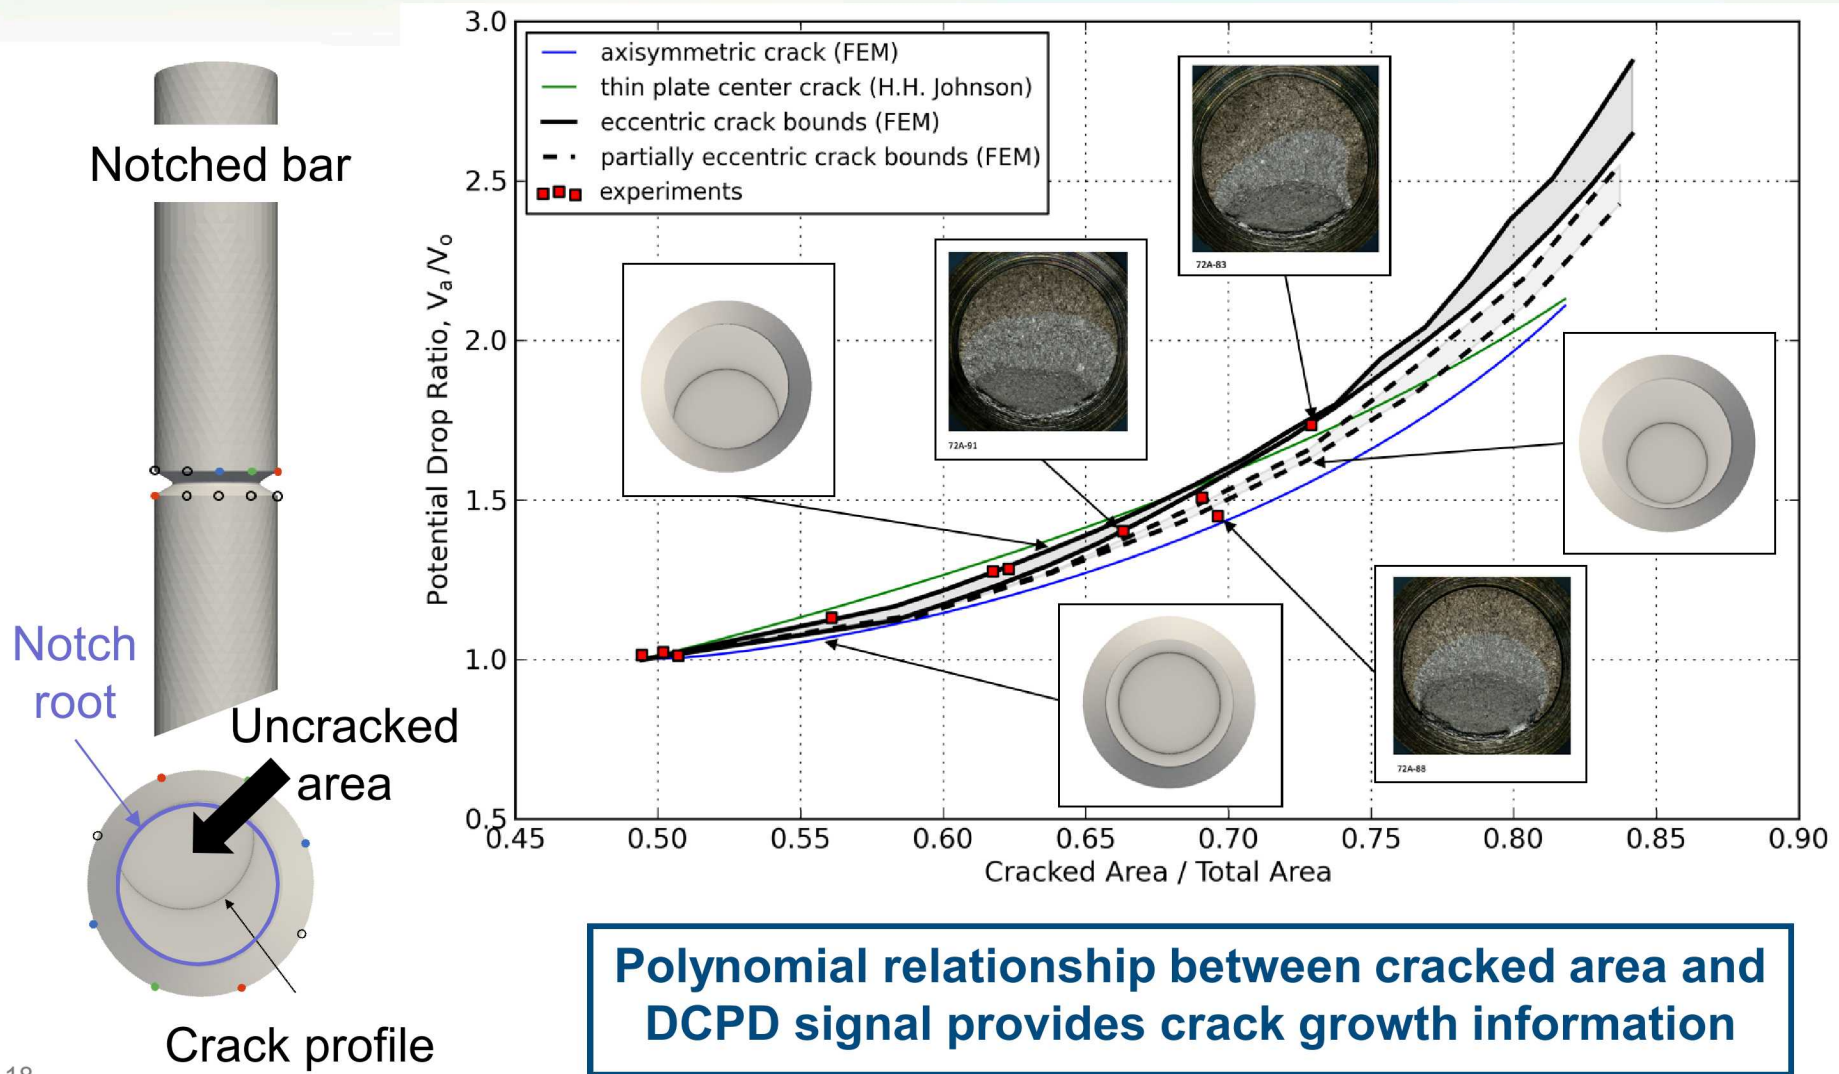 Notched bar
Notch
root
Uncracked
area
Crack profile
3.0
2.5
2.0
1.5
1.0
0.5
Potential Drop Ratio, Va/Vo
axisymmetric crack (FEM)
thin plate center crack (H.H. Johnson)
eccentric crack bounds (FEM)
partially eccentric crack bounds (FEM)
experiments
72A-83
72A-91
72A-88
0.45 0.50 0.55 0.60 0.65 0.70 0.75 0.80 0.85 0.90
Cracked Area / Total Area
Polynomial relationship between cracked area and
DCPD signal provides crack growth information
18